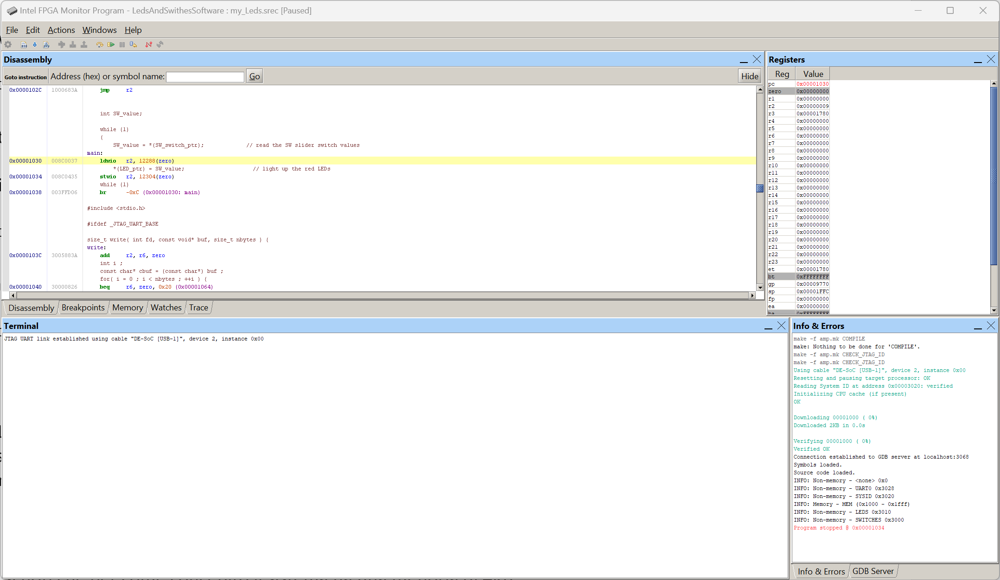 Intel FPGA Monitor Program - LedsAndSwithesSoftware : my_Leds.srec [Paused]
File Edit Actions Windows Help
Disassembly
Goto instruction Address (hex) or symbol name: Go Hide
0x0000102C 1000683A jmp r2
int SW_value;
while (1)
{
SW_value = *(SW_switch_ptr); // read the SW slider switch values
main:
0x00001030 008C0037 ldwio r2, 12288(zero)
*(LED_ptr) = SW_value; // light up the red LEDs
0x00001034 008C0435 stwio r2, 12304(zero)
while (1)
0x00001038 003FFD06 br -0xC (0x00001030: main)
#include <stdio.h>
#ifdef _JTAG_UART_BASE
size_t write( int fd, const void* buf, size_t nbytes ) {
write:
0x0000103C 3005883A add r2, r6, zero
int i ;
const char* cbuf = (const char*) buf ;
for( i = 0 ; i < nbytes ; ++i ) {
0x00001040 30000826 beq r6, zero, 0x20 (0x00001064)
Disassembly Breakpoints Memory Watches Trace
Registers
Reg Value
pc 0x00001030
zero 0x00000000
r1 0x00000000
r2 0x00000009
r3 0x00001780
r4 0x00000000
r5 0x00000000
r6 0x00000000
r7 0x00000000
r8 0x00000000
r9 0x00000000
r10 0x00000000
r11 0x00000000
r12 0x00000000
r13 0x00000000
r14 0x00000000
r15 0x00000000
r16 0x00000000
r17 0x00000000
r18 0x00000000
r19 0x00000000
r20 0x00000000
r21 0x00000000
r22 0x00000000
r23 0x00000000
et 0x00001780
bt 0xFFFFFFFF
gp 0x00009770
sp 0x00001FFC
fp 0x00000000
ea 0x00000000
ba 0xFFFFFFFF
Terminal
JTAG UART link established using cable "DE-SoC [USB-1]", device 2, instance 0x00
Info & Errors
make -f amp.mk COMPILE
make: Nothing to be done for 'COMPILE'.
make -f amp.mk CHECK_JTAG_ID
make -f amp.mk CHECK_JTAG_ID
Using cable "DE-SoC [USB-1]", device 2, instance 0x00
Resetting and pausing target processor: OK
Reading System ID at address 0x00003020: verified
Initializing CPU cache (if present)
OK
Downloading 00001000 ( 0%)
Downloaded 2KB in 0.0s
Verifying 00001000 ( 0%)
Verified OK
Connection established to GDB server at localhost:3068
Symbols loaded.
Source code loaded.
INFO: Non-memory - <none> 0x0
INFO: Non-memory - UART0 0x3028
INFO: Non-memory - SYSID 0x3020
INFO: Memory - MEM (0x1000 - 0x1fff)
INFO: Non-memory - LEDS 0x3010
INFO: Non-memory - SWITCHES 0x3000
Program stopped @ 0x00001034
Info & Errors GDB Server